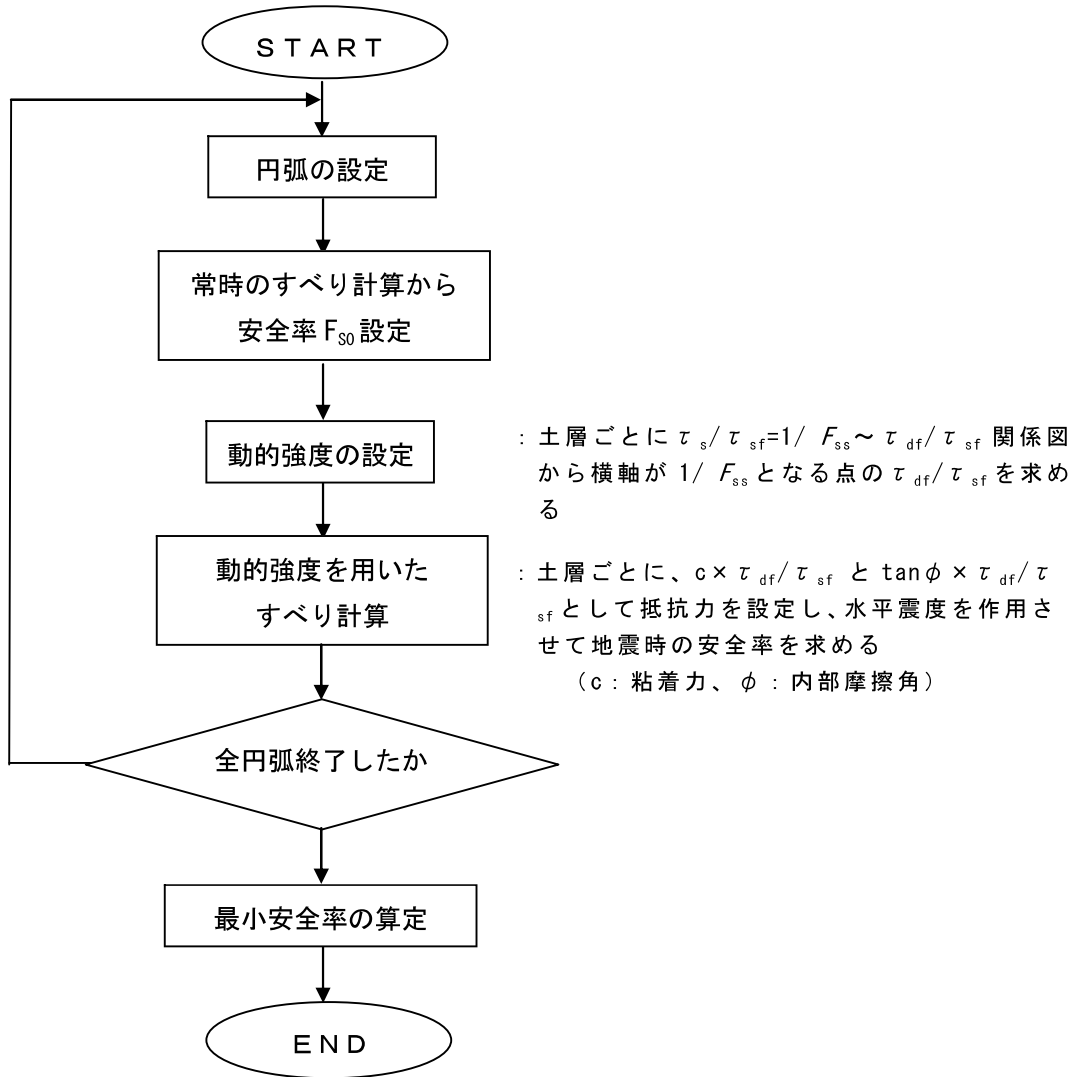 ＳＴＡＲＴ
円弧の設定
常時のすべり計算から
安全率 F_S0 設定
動的強度の設定
：土層ごとに τ_s/τ_sf=1/ F_ss～τ_df/τ_sf 関係図
から横軸が 1/ F_ss となる点の τ_df/τ_sf を求め
る
動的強度を用いた
すべり計算
：土層ごとに、c×τ_df/τ_sf と tanφ×τ_df/τ
_sf として抵抗力を設定し、水平震度を作用さ
せて地震時の安全率を求める
（c：粘着力、φ：内部摩擦角）
全円弧終了したか
最小安全率の算定
ＥＮＤ